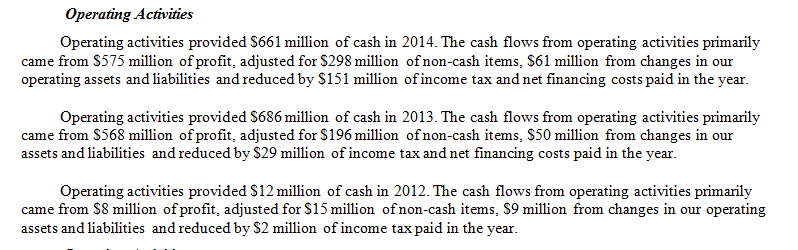 Operating Activities
Operating activities provided $661 million of cash in 2014. The cash flows from operating activities primarily
came from $575 million of profit, adjusted for $298 million of non-cash items, $61 million from changes in our
operating assets and liabilities and reduced by $151 million of income tax and net financing costs paid in the year.
Operating activities provided $686 million of cash in 2013. The cash flows from operating activities primarily
came from $568 million of profit, adjusted for $196 million of non-cash items, $50 million from changes in our
assets and liabilities and reduced by $29 million of income tax and net financing costs paid in the year.
Operating activities provided $12 million of cash in 2012. The cash flows from operating activities primarily
came from $8 million of profit, adjusted for $15 million of non-cash items, $9 million from changes in our operating
assets and liabilities and reduced by $2 million of income tax paid in the year.